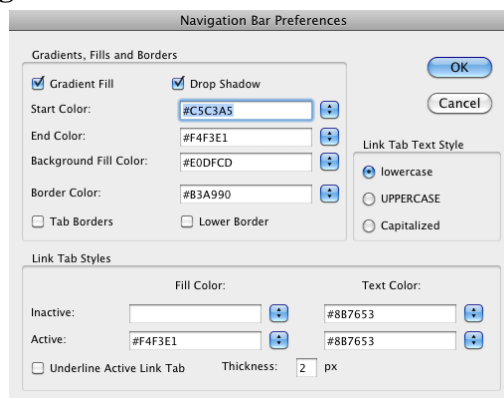 Navigation Bar Preferences
Gradients, Fills and Borders
Gradient Fill
Drop Shadow
OK
Start Color:
#C5C3A5
Cancel
End Color:
#F4F3E1
Background Fill Color:
#E0DFCD
Border Color:
#B3A990
Tab Borders
Lower Border
Link Tab Text Style
lowercase
UPPERCASE
Capitalized
Link Tab Styles
Fill Color:
Text Color:
Inactive:
#8B7653
Active:
#F4F3E1
#8B7653
Underline Active Link Tab
Thickness:
2
px